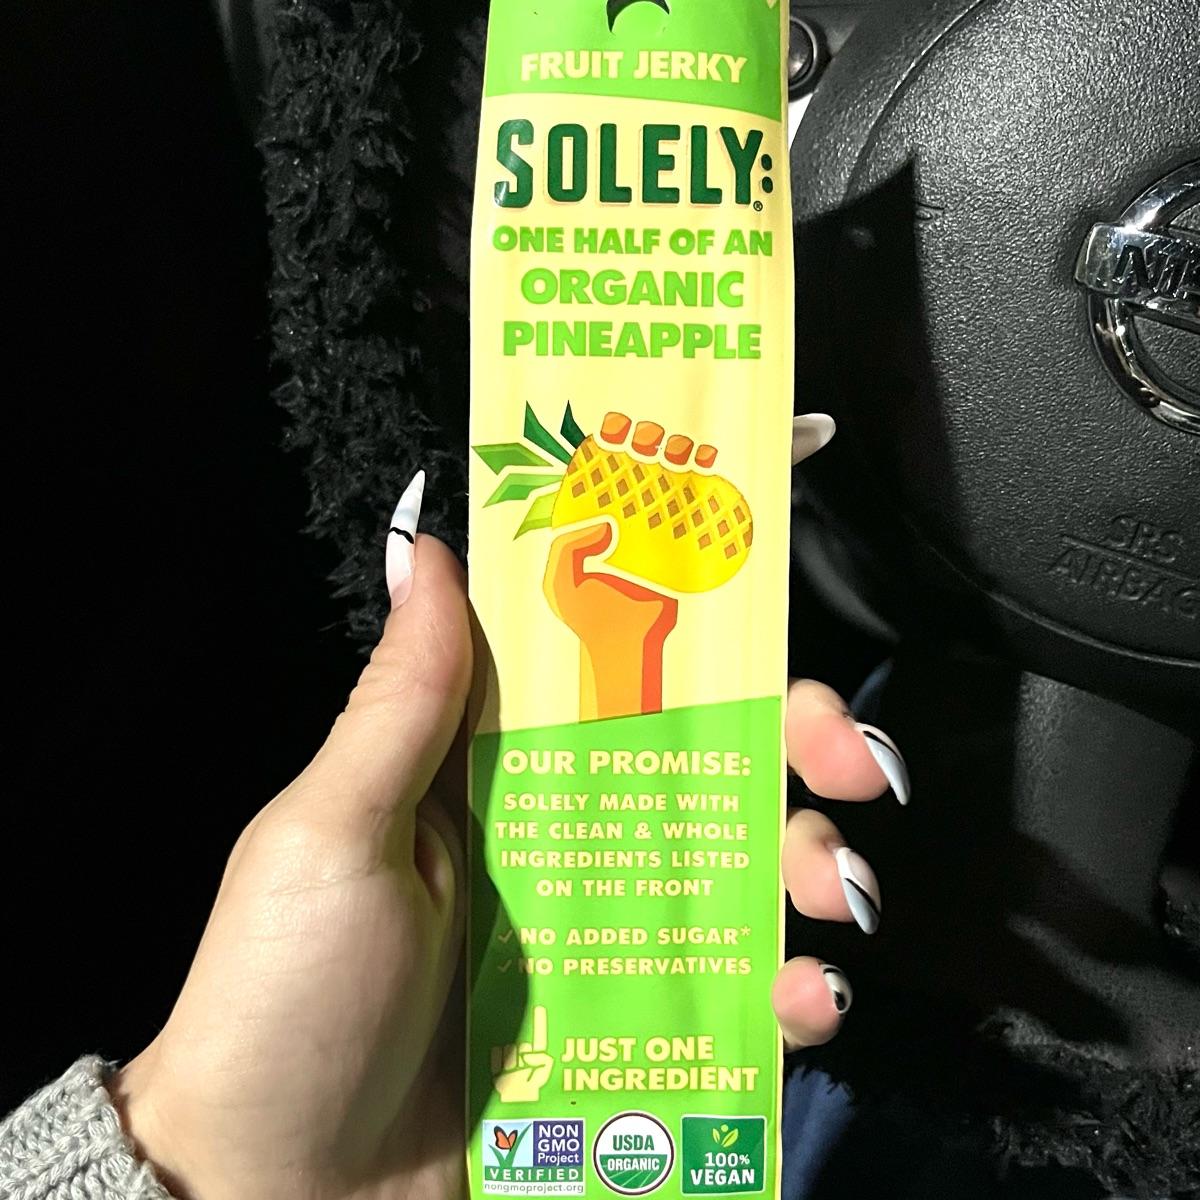 FRUIT JERKY
SOLELY:®
ONE HALF OF AN
ORGANIC
PINEAPPLE
OUR PROMISE:
SOLELY MADE WITH
THE CLEAN & WHOLE
INGREDIENTS LISTED
ON THE FRONT
✓NO ADDED SUGAR*
✓NO PRESERVATIVES
JUST ONE
INGREDIENT
NON
GMO
Project
VERIFIED
nongmoproject.org
USDA
ORGANIC
100%
VEGAN
SRS